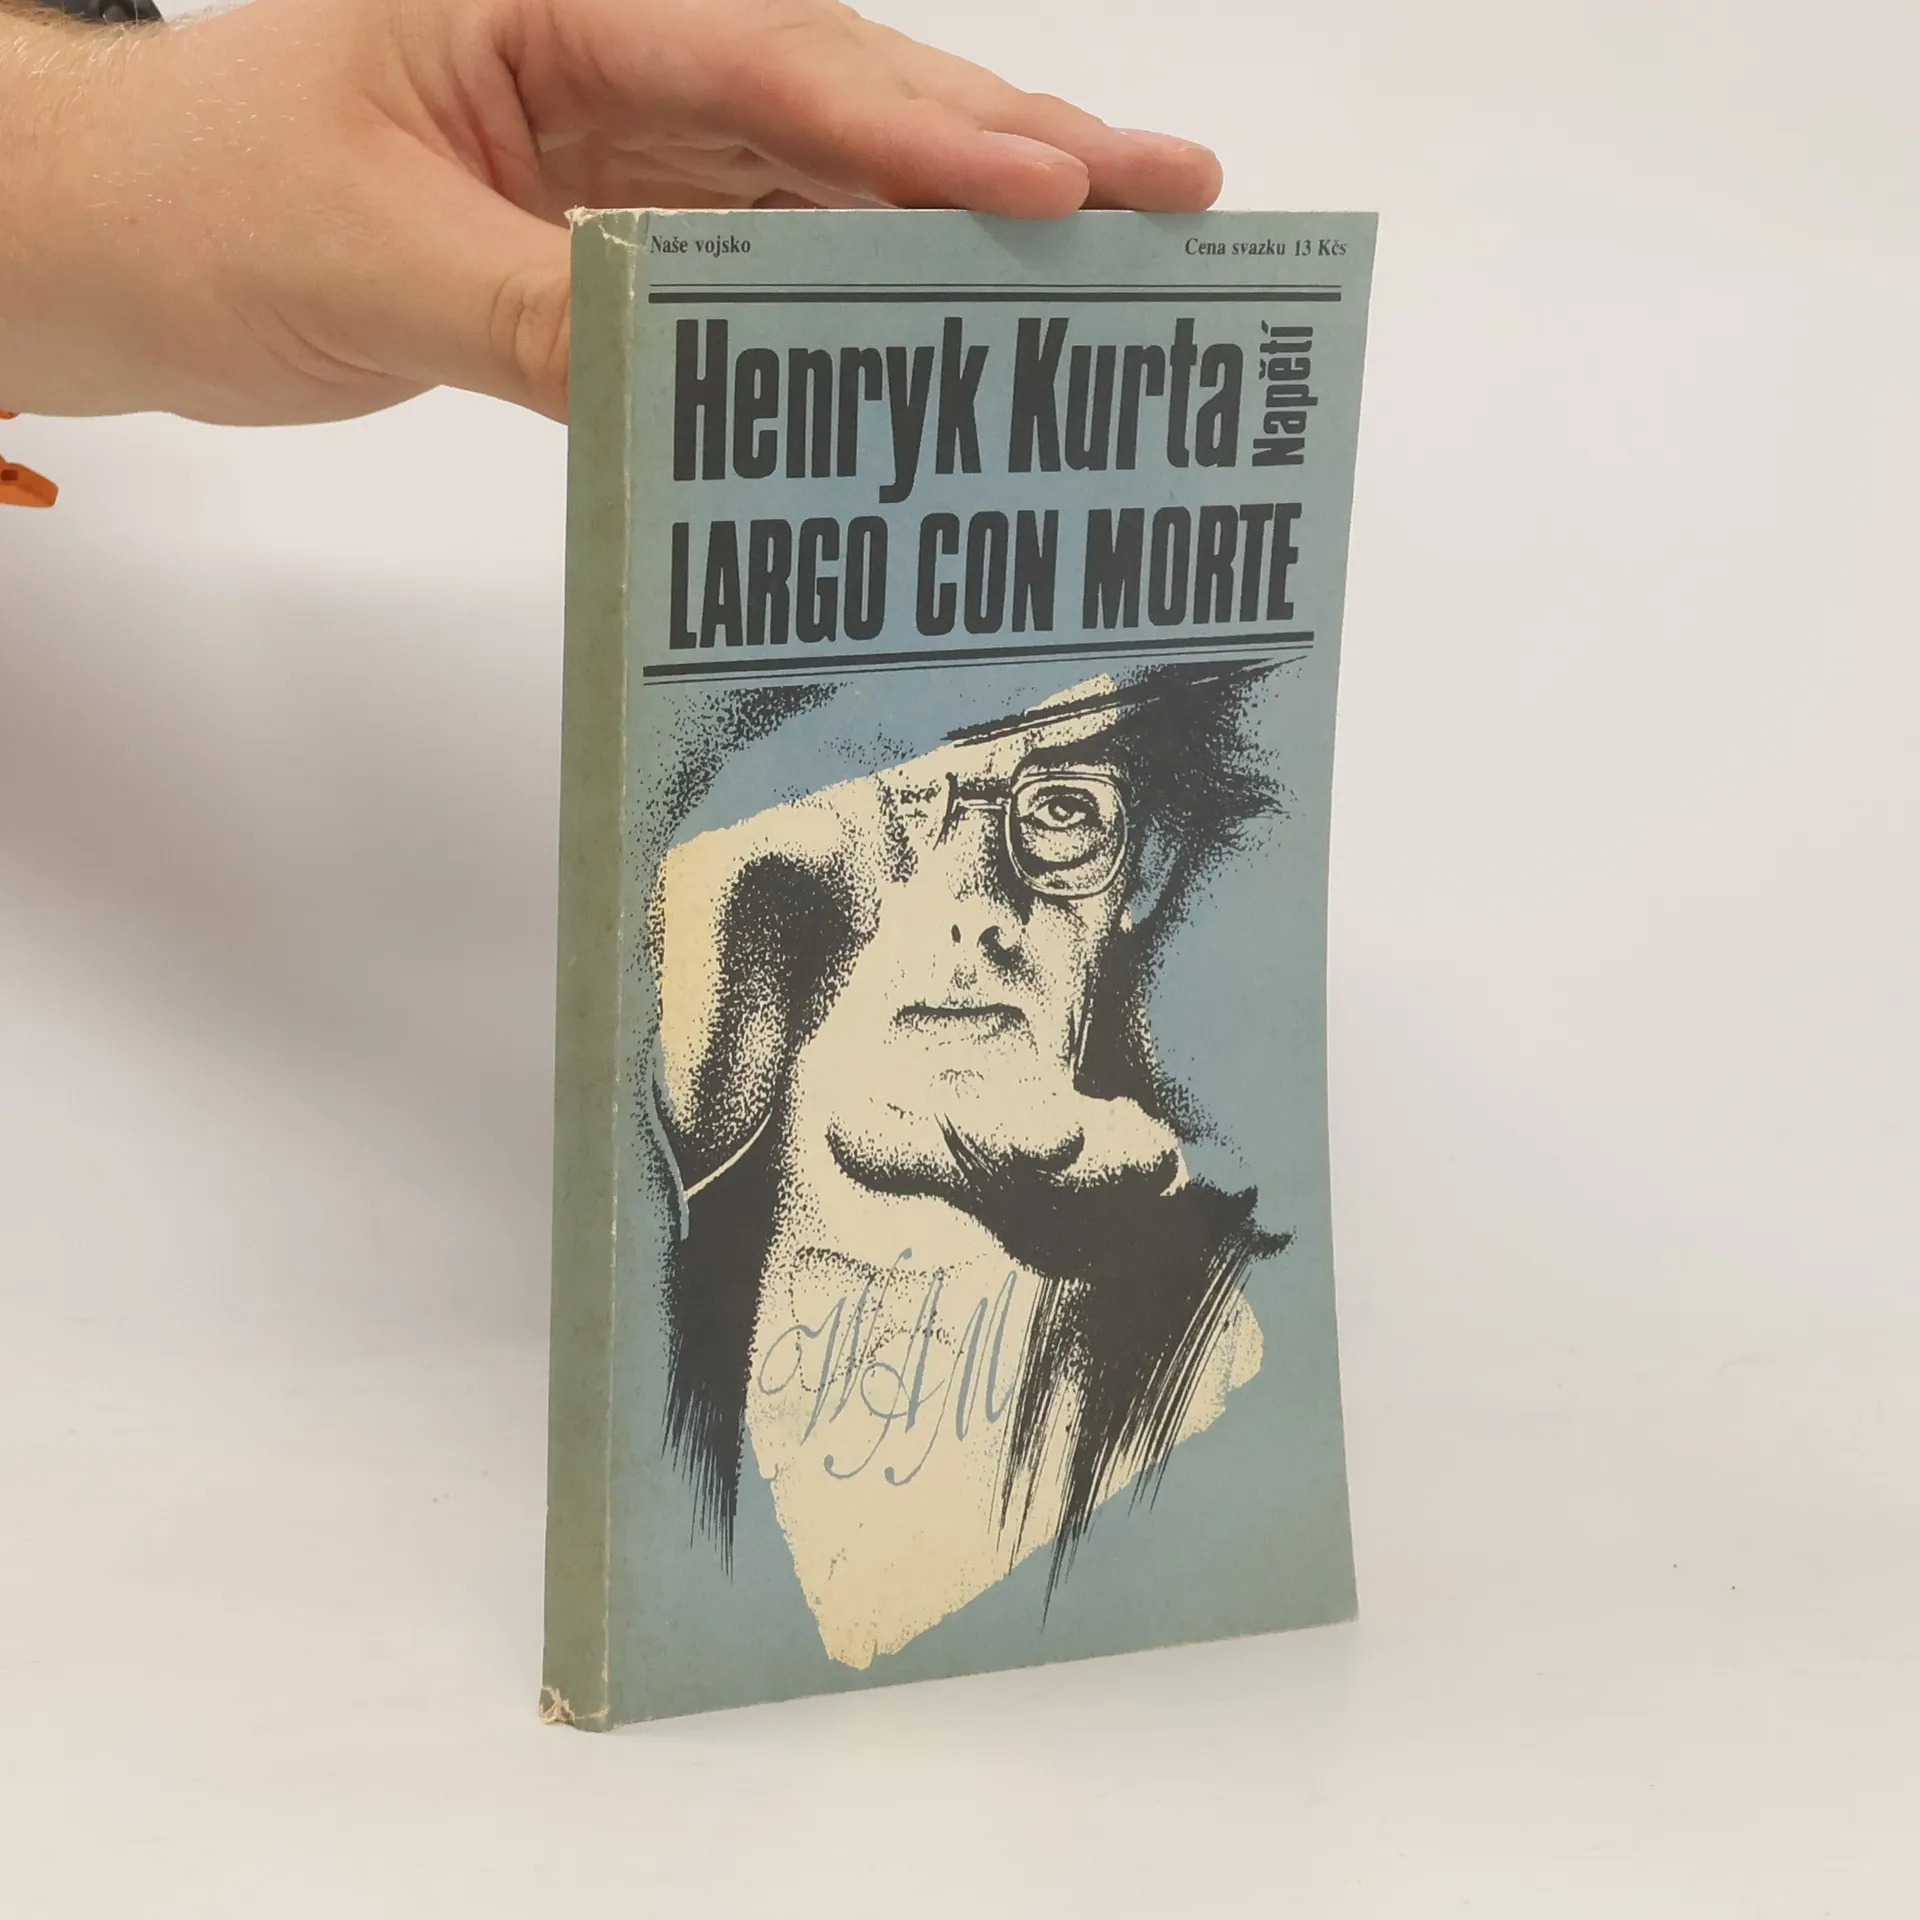 Naše vojsko
Cena svazku 13 Kčs
Henryk Kurta
Napětí
LARGO CON MORTE
WAM